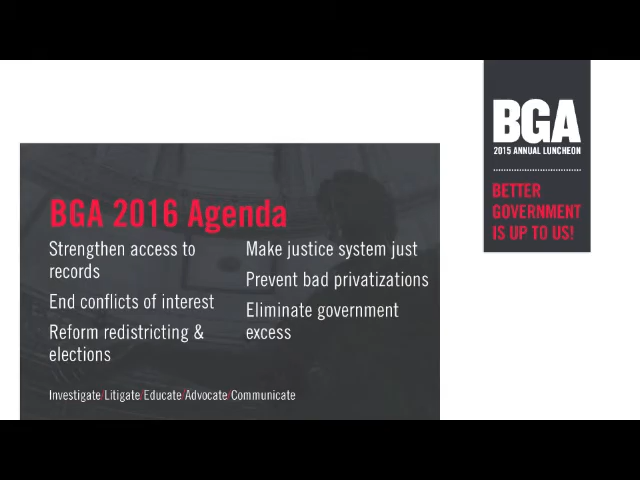 BGA
2015 ANNUAL LUNCHEON
BETTER
GOVERNMENT
IS UP TO US!
BGA 2016 Agenda
Strengthen access to
records
End conflicts of interest
Reform redistricting &
elections
Make justice system just
Prevent bad privatizations
Eliminate government
excess
Investigate/Litigate/Educate/Advocate/Communicate